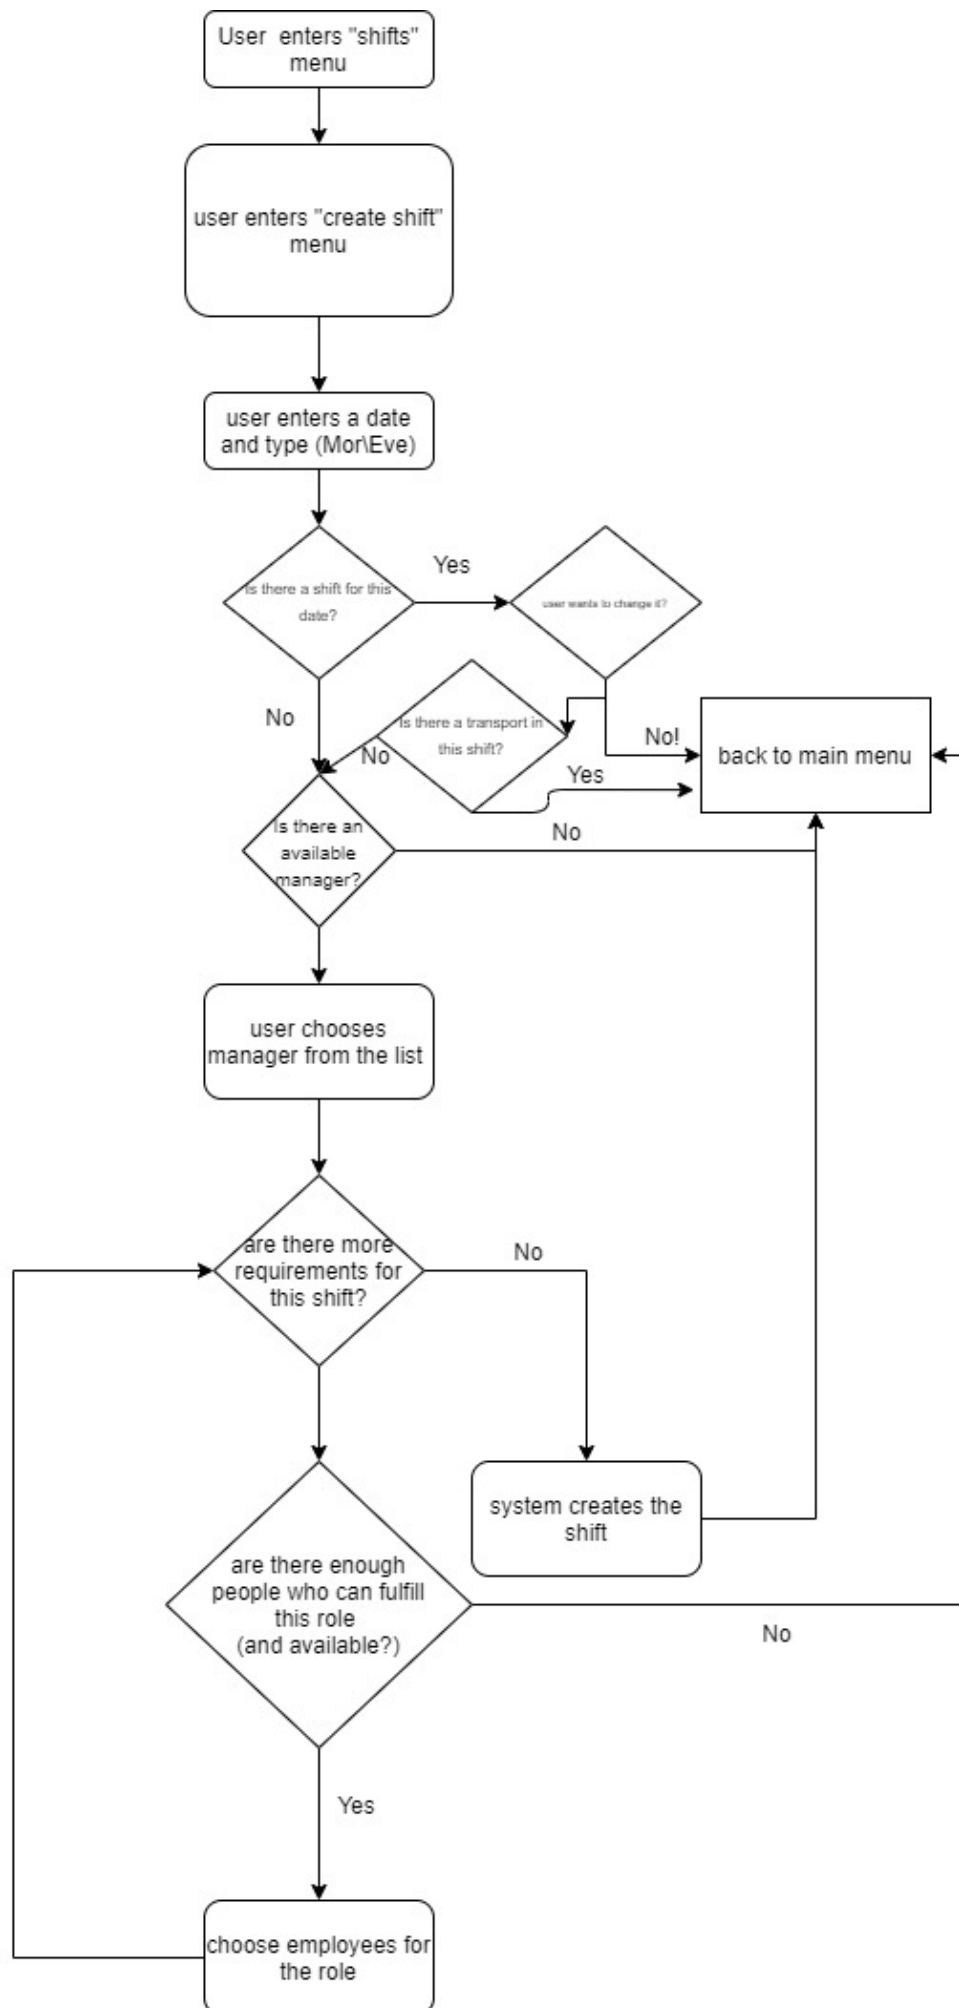 User  enters "shifts"
menu
user enters "create shift"
menu
user enters a date
and type (Mor\Eve)
Is there a shift for this
date?
Yes
user wants to change it?
No
Is there a transport in
this shift?
No
Yes
No!
back to main menu
Is there an
available
manager?
No
user chooses
manager from the list
are there more
requirements for
this shift?
No
system creates the
shift
are there enough
people who can fulfill
this role
(and available?)
No
Yes
choose employees for
the role